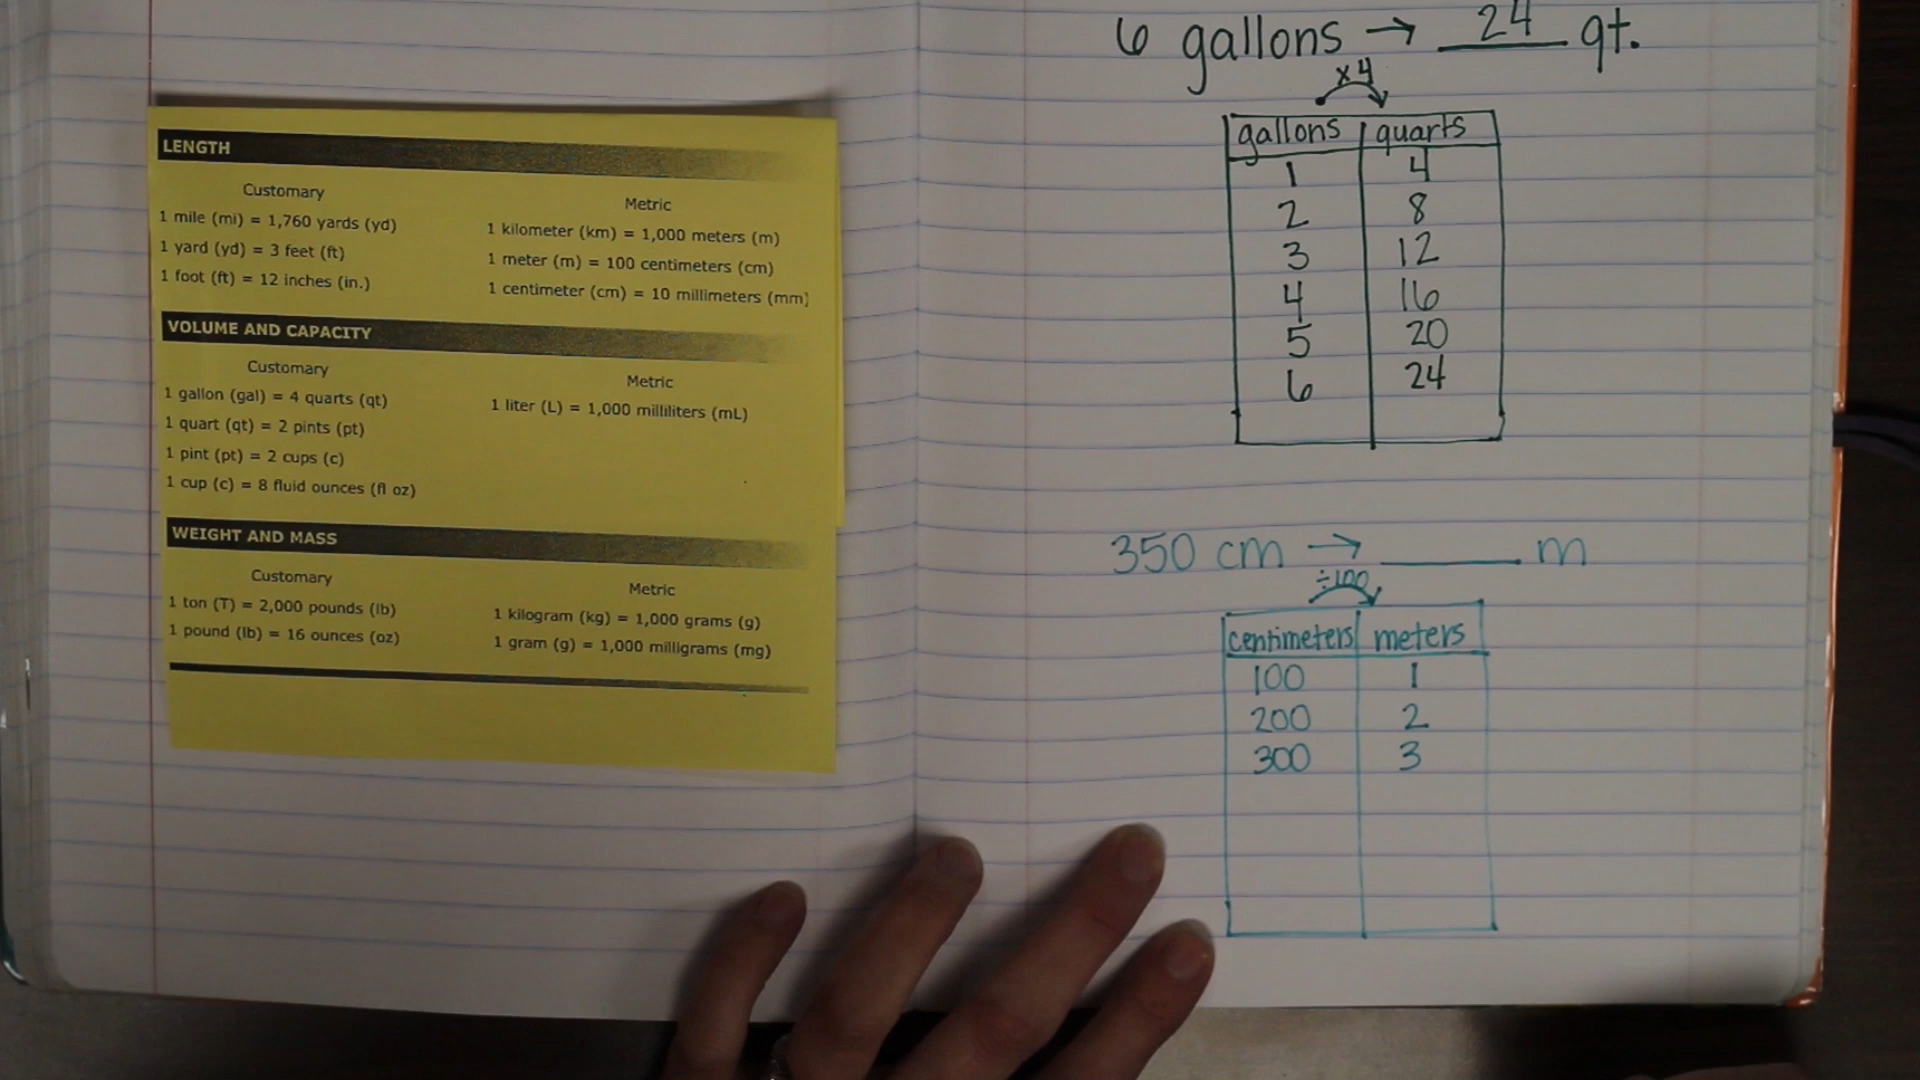 LENGTH
Customary
1 mile (mi) = 1,760 yards (yd)
1 yard (yd) = 3 feet (ft)
1 foot (ft) = 12 inches (in.)
Metric
1 kilometer (km) = 1,000 meters (m)
1 meter (m) = 100 centimeters (cm)
1 centimeter (cm) = 10 millimeters (mm)
VOLUME AND CAPACITY
Customary
1 gallon (gal) = 4 quarts (qt)
1 quart (qt) = 2 pints (pt)
1 pint (pt) = 2 cups (c)
1 cup (c) = 8 fluid ounces (fl oz)
Metric
1 liter (L) = 1,000 milliliters (mL)
WEIGHT AND MASS
Customary
1 ton (T) = 2,000 pounds (lb)
1 pound (lb) = 16 ounces (oz)
Metric
1 kilogram (kg) = 1,000 grams (g)
1 gram (g) = 1,000 milligrams (mg)
6 gallons → 24 qt.
x4
gallons quarts
1 4
2 8
3 12
4 16
5 20
6 24
350 cm → ____ m
÷100
centimeters meters
100 1
200 2
300 3